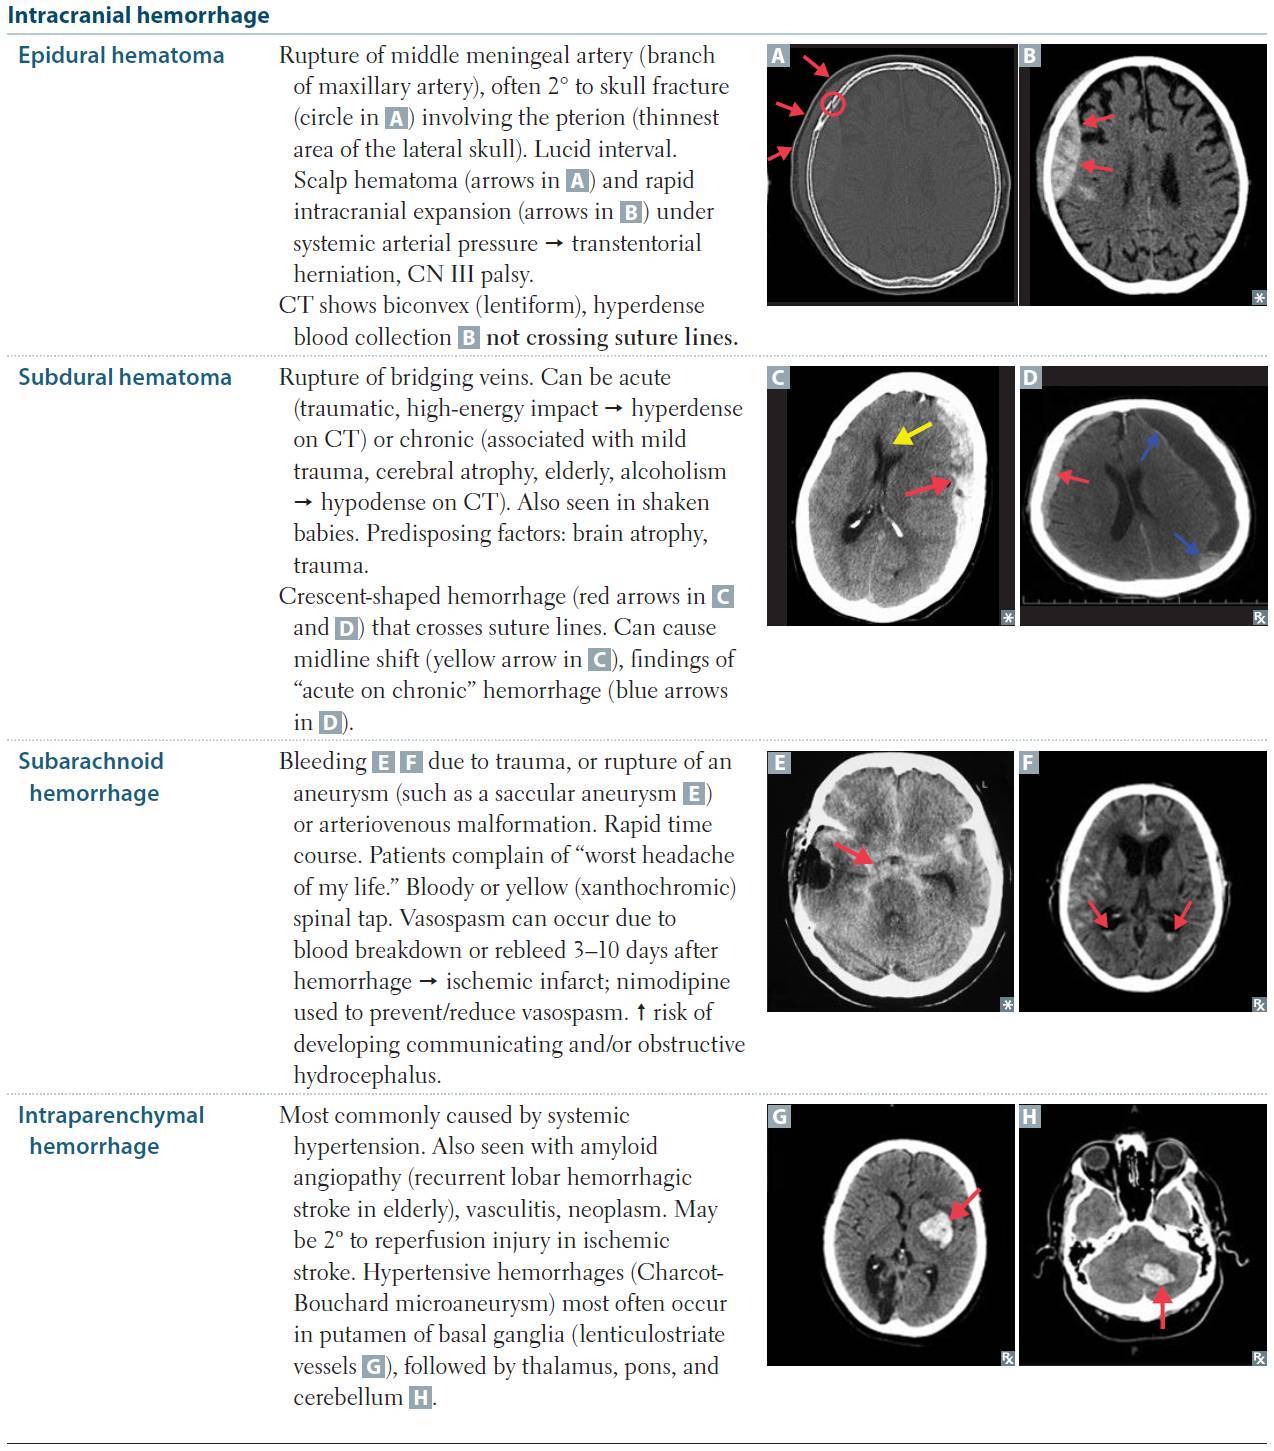 Intracranial hemorrhage
Epidural hematoma
Rupture of middle meningeal artery (branch
of maxillary artery), often 2° to skull fracture
(circle in A) involving the pterion (thinnest
area of the lateral skull). Lucid interval.
Scalp hematoma (arrows in A) and rapid
intracranial expansion (arrows in B) under
systemic arterial pressure → transtentorial
herniation, CN III palsy.
CT shows biconvex (lentiform), hyperdense
blood collection B not crossing suture lines.
A
B
*
Subdural hematoma
Rupture of bridging veins. Can be acute
(traumatic, high-energy impact → hyperdense
on CT) or chronic (associated with mild
trauma, cerebral atrophy, elderly, alcoholism
→ hypodense on CT). Also seen in shaken
babies. Predisposing factors: brain atrophy,
trauma.
Crescent-shaped hemorrhage (red arrows in C
and D) that crosses suture lines. Can cause
midline shift (yellow arrow in C), findings of
“acute on chronic” hemorrhage (blue arrows
in D).
C
D
*
℞
Subarachnoid
hemorrhage
Bleeding E F due to trauma, or rupture of an
aneurysm (such as a saccular aneurysm E)
or arteriovenous malformation. Rapid time
course. Patients complain of “worst headache
of my life.” Bloody or yellow (xanthochromic)
spinal tap. Vasospasm can occur due to
blood breakdown or rebleed 3–10 days after
hemorrhage → ischemic infarct; nimodipine
used to prevent/reduce vasospasm. ↑ risk of
developing communicating and/or obstructive
hydrocephalus.
E
L
F
*
℞
Intraparenchymal
hemorrhage
Most commonly caused by systemic
hypertension. Also seen with amyloid
angiopathy (recurrent lobar hemorrhagic
stroke in elderly), vasculitis, neoplasm. May
be 2° to reperfusion injury in ischemic
stroke. Hypertensive hemorrhages (Charcot-
Bouchard microaneurysm) most often occur
in putamen of basal ganglia (lenticulostriate
vessels G), followed by thalamus, pons, and
cerebellum H.
G
H
A
P
℞
℞